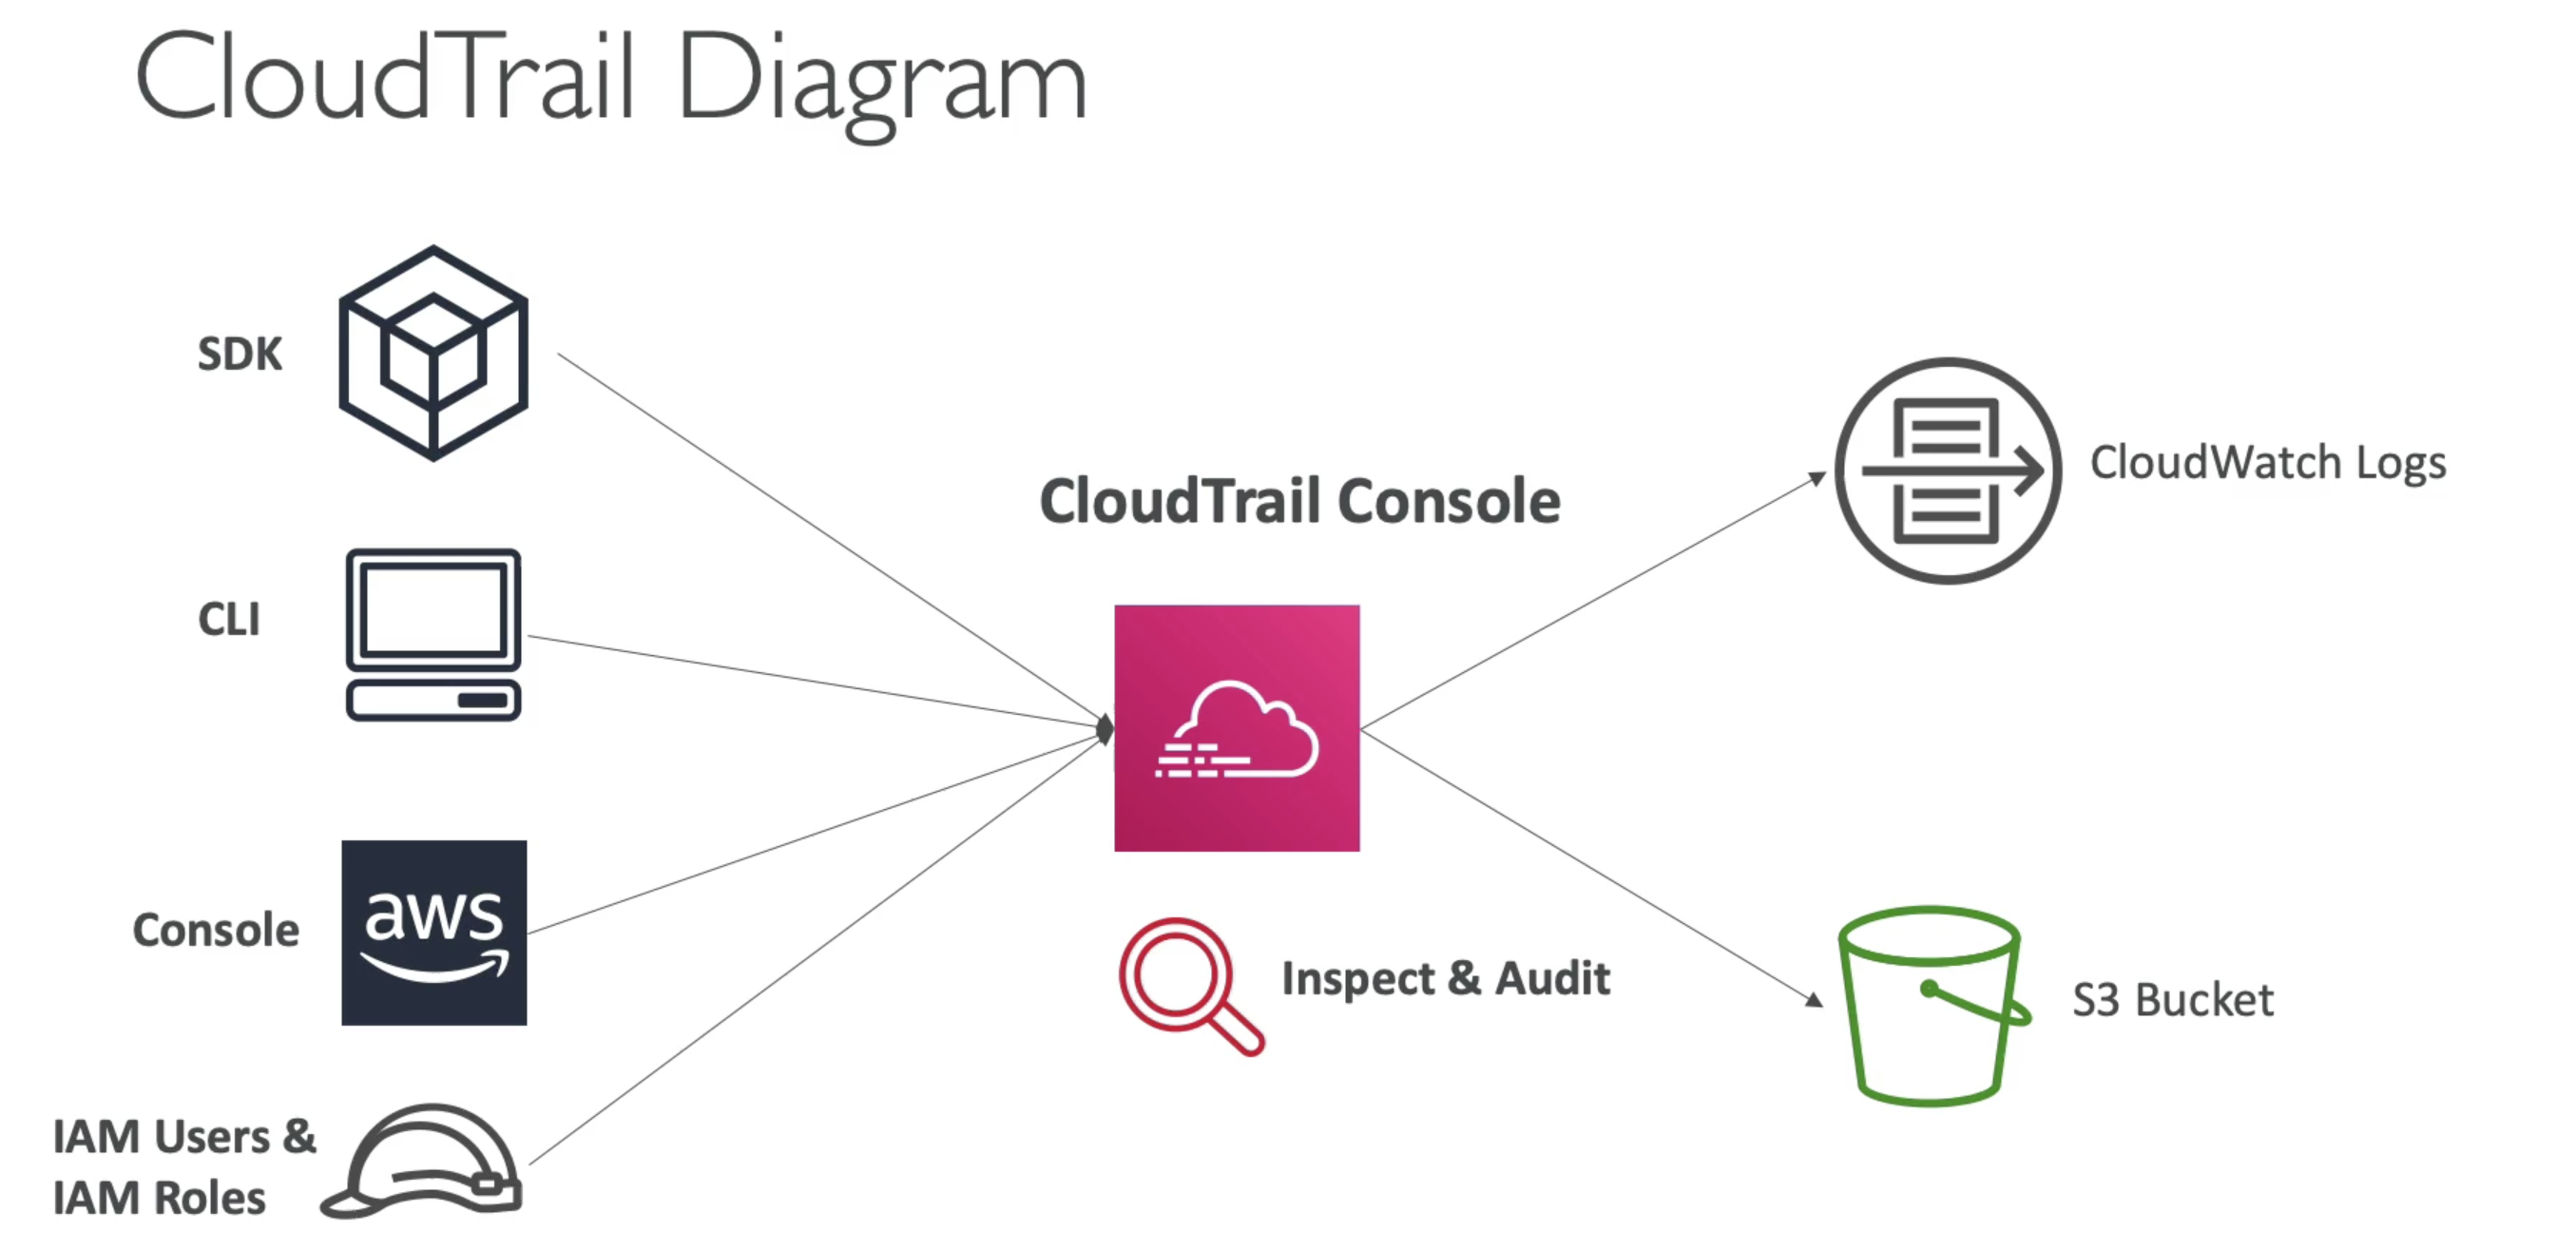 CloudTrail Diagram
SDK
CLI
Console
aws
IAM Users &
IAM Roles
CloudTrail Console
Inspect & Audit
CloudWatch Logs
S3 Bucket